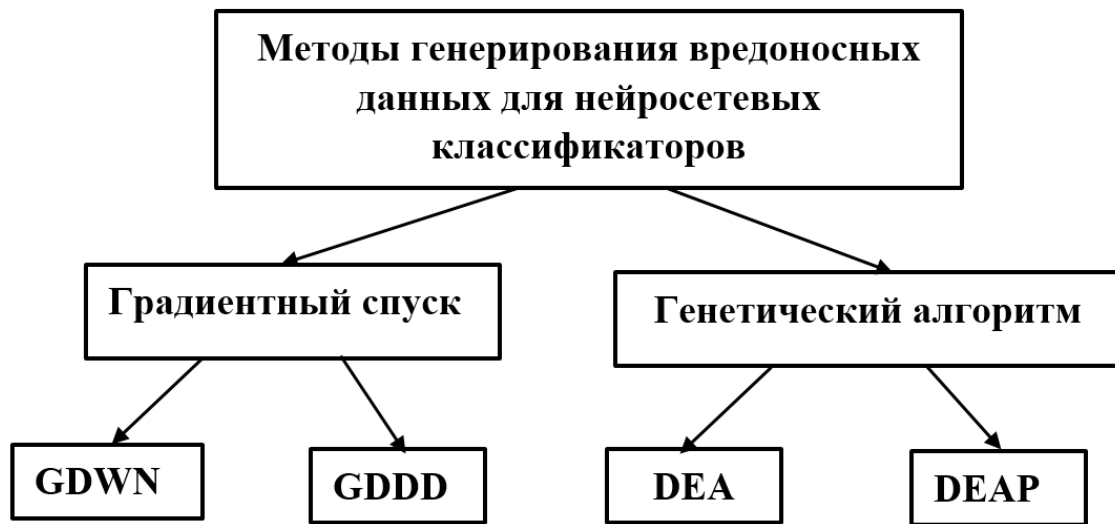 Методы генерирования вредоносных
данных для нейросетевых
классификаторов
Градиентный спуск
Генетический алгоритм
GDWN
GDDD
DEA
DEAP